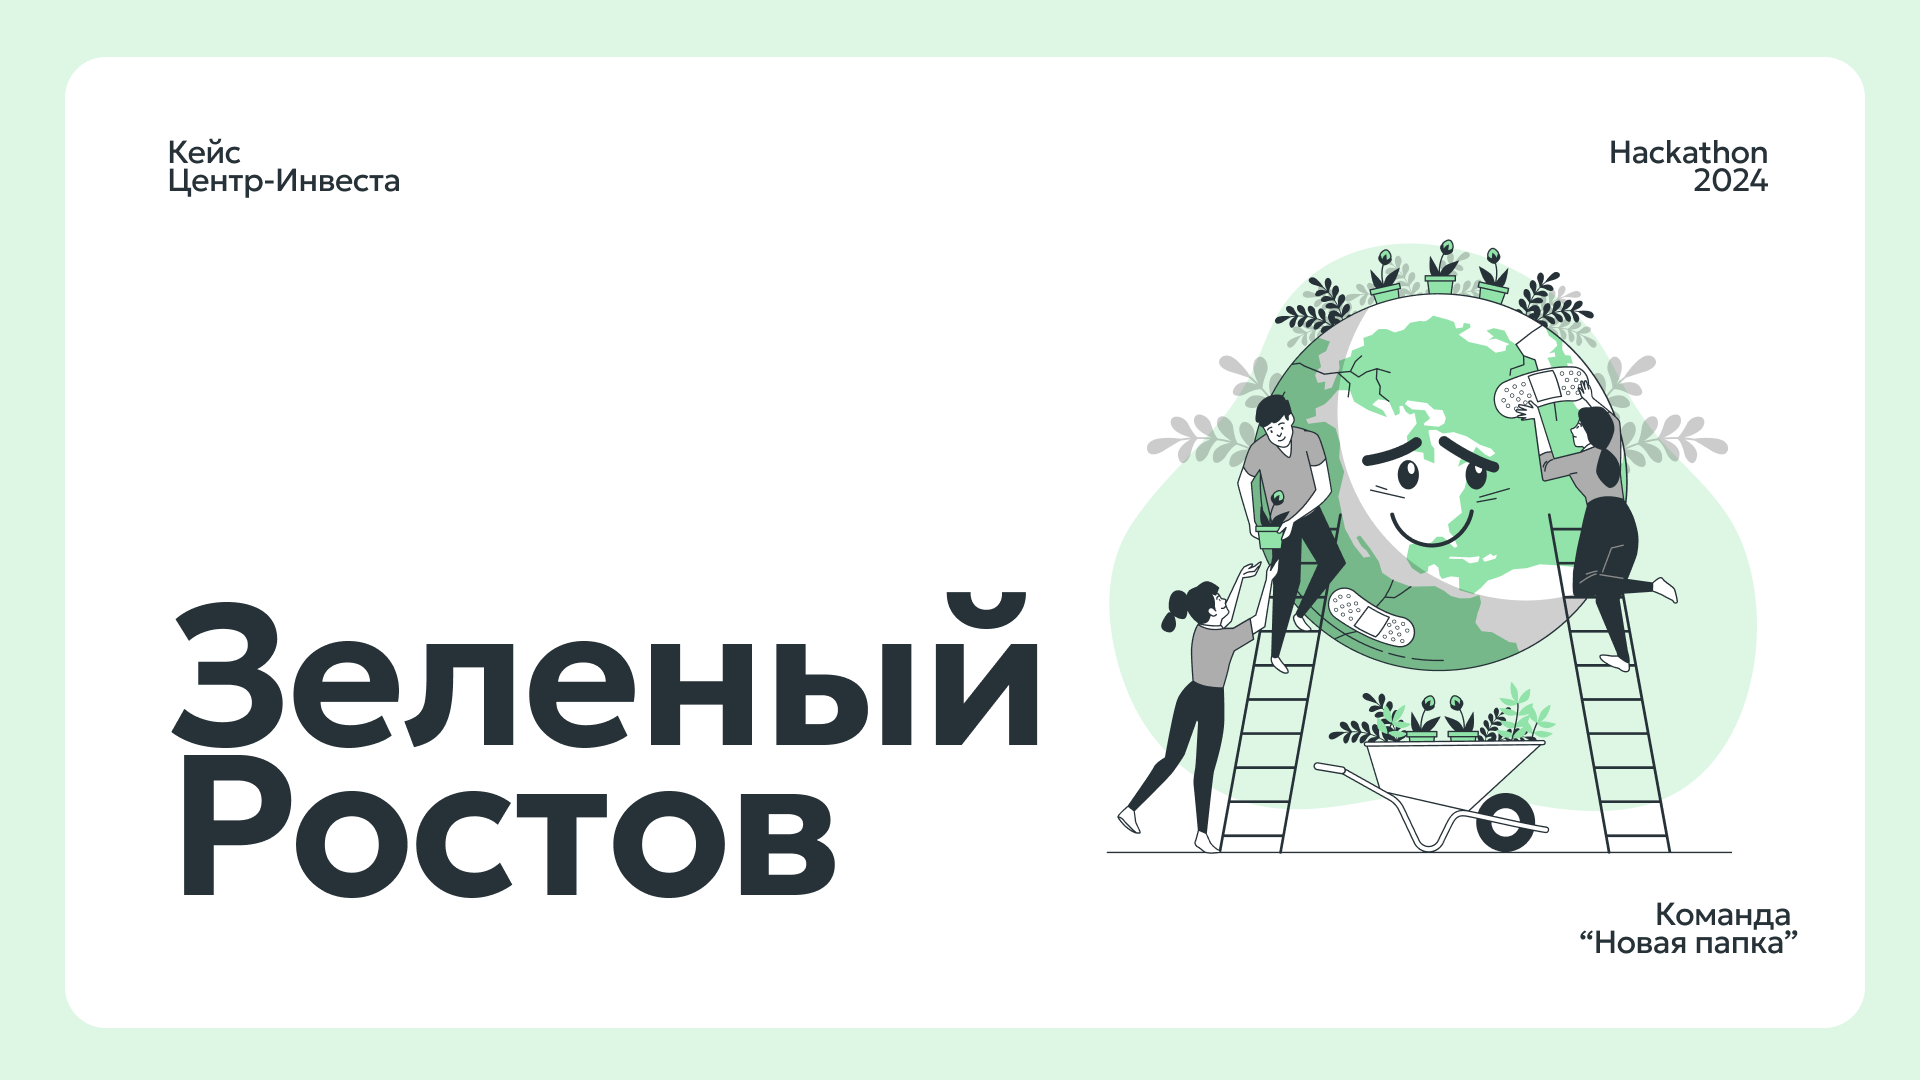 Кейс
Центр-Инвеста
Hackathon
2024
Зеленый
Ростов
Команда
“Новая папка”